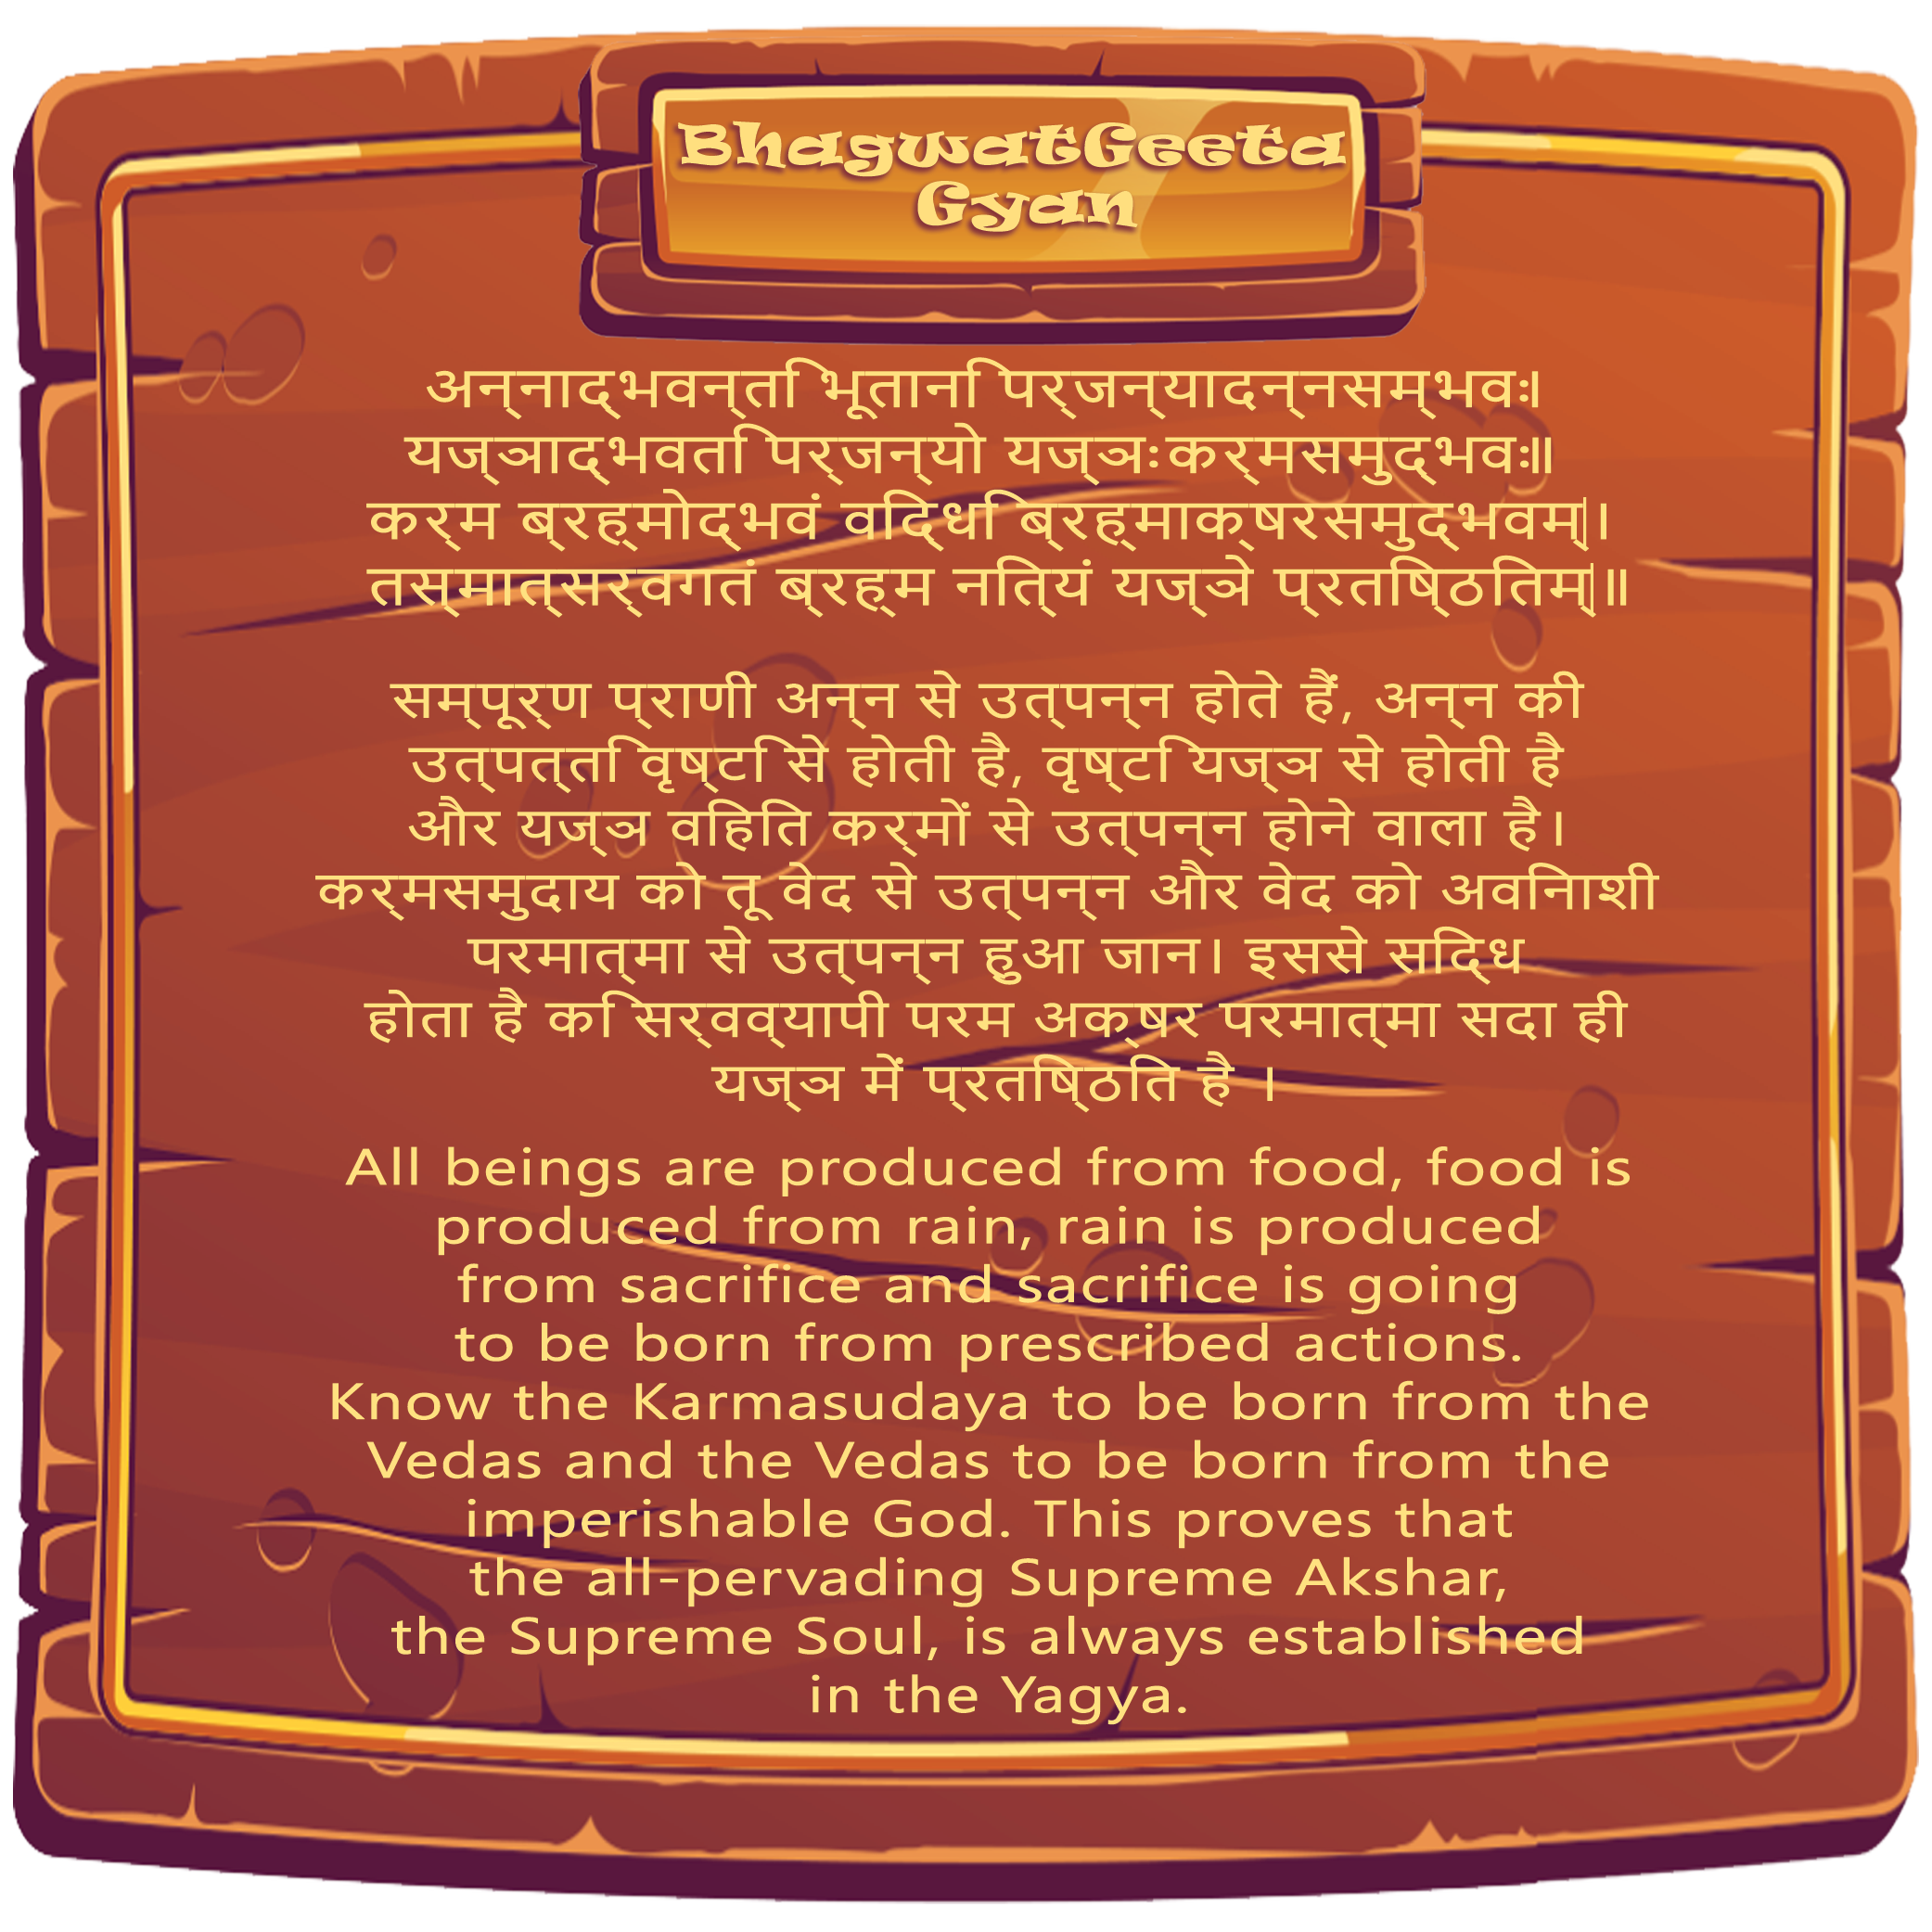 BhagwatGeeta
Gyan
अन्नाद्भवन्ति भूतानि पर्जन्यादन्नसम्भवः।
यज्ञाद्भवति पर्जन्यो यज्ञः कर्मसमुद्भवः॥
कर्म ब्रह्मोद्भवं विद्धि ब्रह्माक्षरसमुद्भवम्‌।
तस्मात्सर्वगतं ब्रह्म नित्यं यज्ञे प्रतिष्ठितम्‌॥
सम्पूर्ण प्राणी अन्न से उत्पन्न होते हैं, अन्न की
उत्पत्ति वृष्टि से होती है, वृष्टि यज्ञ से होती है
और यज्ञ विहित कर्मों से उत्पन्न होने वाला है।
कर्मसमुदाय को तू वेद से उत्पन्न और वेद को अविनाशी
परमात्मा से उत्पन्न हुआ जान। इससे सिद्ध
होता है कि सर्वव्यापी परम अक्षर परमात्मा सदा ही
यज्ञ में प्रतिष्ठित है ।
All beings are produced from food, food is
produced from rain, rain is produced
from sacrifice and sacrifice is going
to be born from prescribed actions.
Know the Karmasudaya to be born from the
Vedas and the Vedas to be born from the
imperishable God. This proves that
the all-pervading Supreme Akshar,
the Supreme Soul, is always established
in the Yagya.